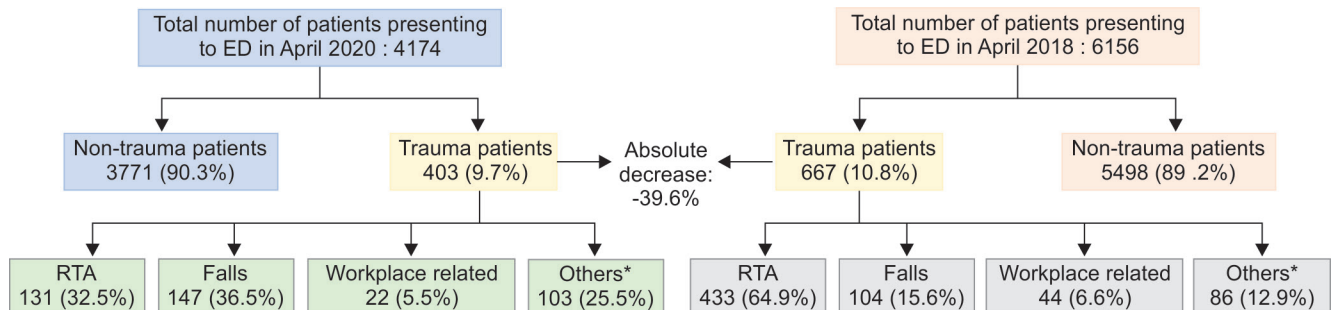 Total number of patients presenting
to ED in April 2020 : 4174
Total number of patients presenting
to ED in April 2018 : 6156
Non-trauma patients
3771 (90.3%)
Trauma patients
403 (9.7%)
Absolute
decrease:
-39.6%
Trauma patients
667 (10.8%)
Non-trauma patients
5498 (89 .2%)
RTA
131 (32.5%)
Falls
147 (36.5%)
Workplace related
22 (5.5%)
Others*
103 (25.5%)
RTA
433 (64.9%)
Falls
104 (15.6%)
Workplace related
44 (6.6%)
Others*
86 (12.9%)